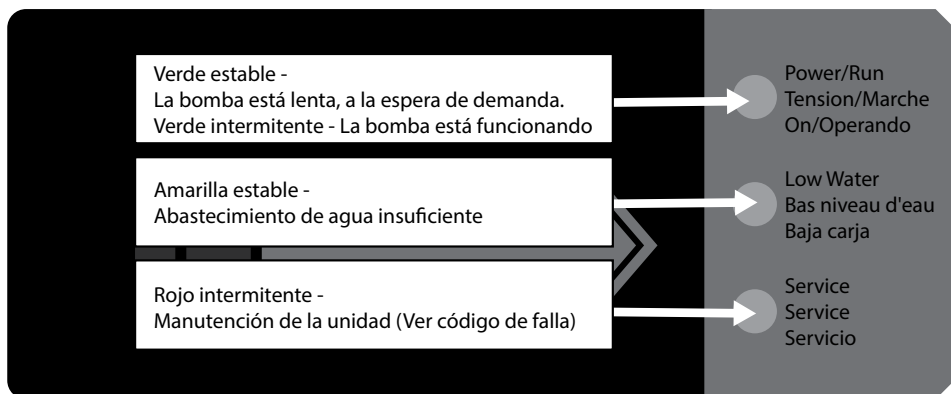 Verde estable -
La bomba está lenta, a la espera de demanda.
Verde intermitente - La bomba está funcionando
Power/Run
Tension/Marche
On/Operando
Amarilla estable -
Abastecimiento de agua insuficiente
Low Water
Bas niveau d'eau
Baja carja
Rojo intermitente -
Manutención de la unidad (Ver código de falla)
Service
Service
Servicio